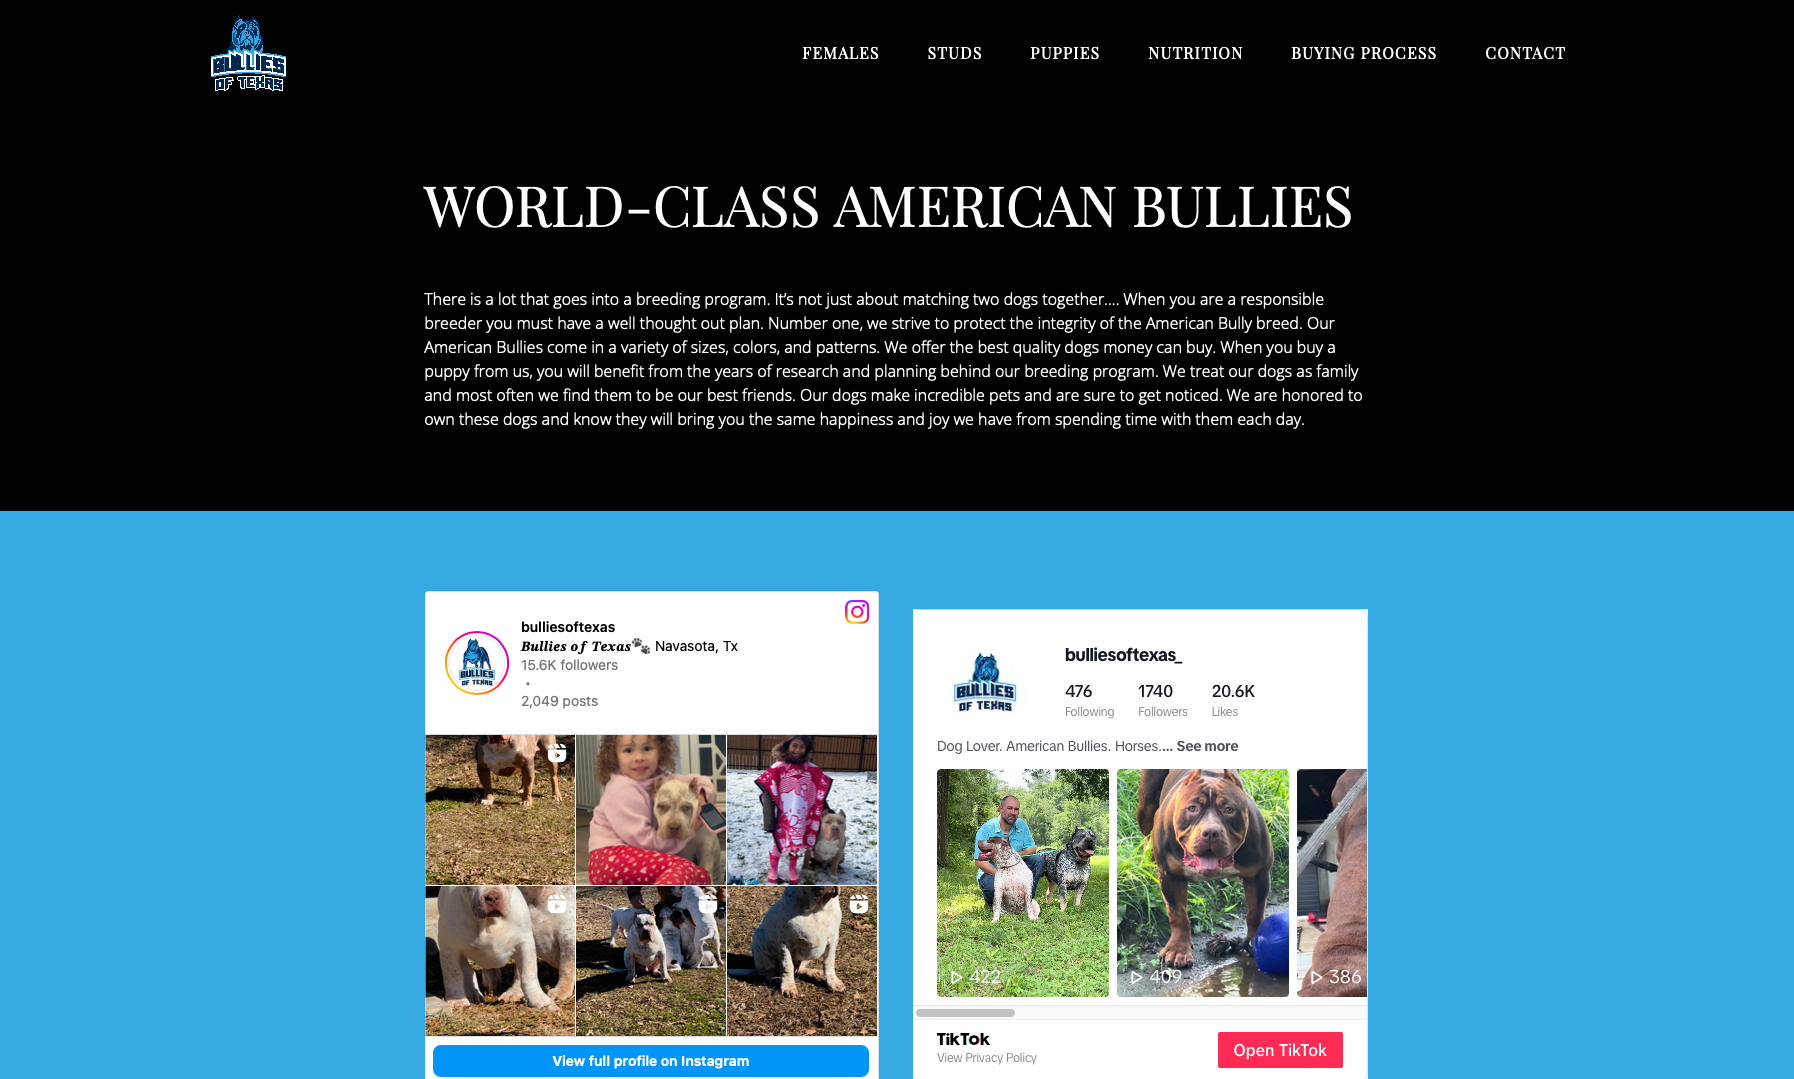 BULLIES
OF TEXAS
FEMALES
STUDS
PUPPIES
NUTRITION
BUYING PROCESS
CONTACT
WORLD-CLASS AMERICAN BULLIES
There is a lot that goes into a breeding program. It’s not just about matching two dogs together.... When you are a responsible
breeder you must have a well thought out plan. Number one, we strive to protect the integrity of the American Bully breed. Our
American Bullies come in a variety of sizes, colors, and patterns. We offer the best quality dogs money can buy. When you buy a
puppy from us, you will benefit from the years of research and planning behind our breeding program. We treat our dogs as family
and most often we find them to be our best friends. Our dogs make incredible pets and are sure to get noticed. We are honored to
own these dogs and know they will bring you the same happiness and joy we have from spending time with them each day.
BULLIES
OF TEXAS
bulliesoftexas
Bullies of Texas🐾 Navasota, Tx
15.6K followers
•
2,049 posts
View full profile on Instagram
BULLIES
OF TEXAS
bulliesoftexas_
476 1740 20.6K
Following Followers Likes
Dog Lover. American Bullies. Horses.... See more
422
409
386
TikTok
View Privacy Policy
Open TikTok